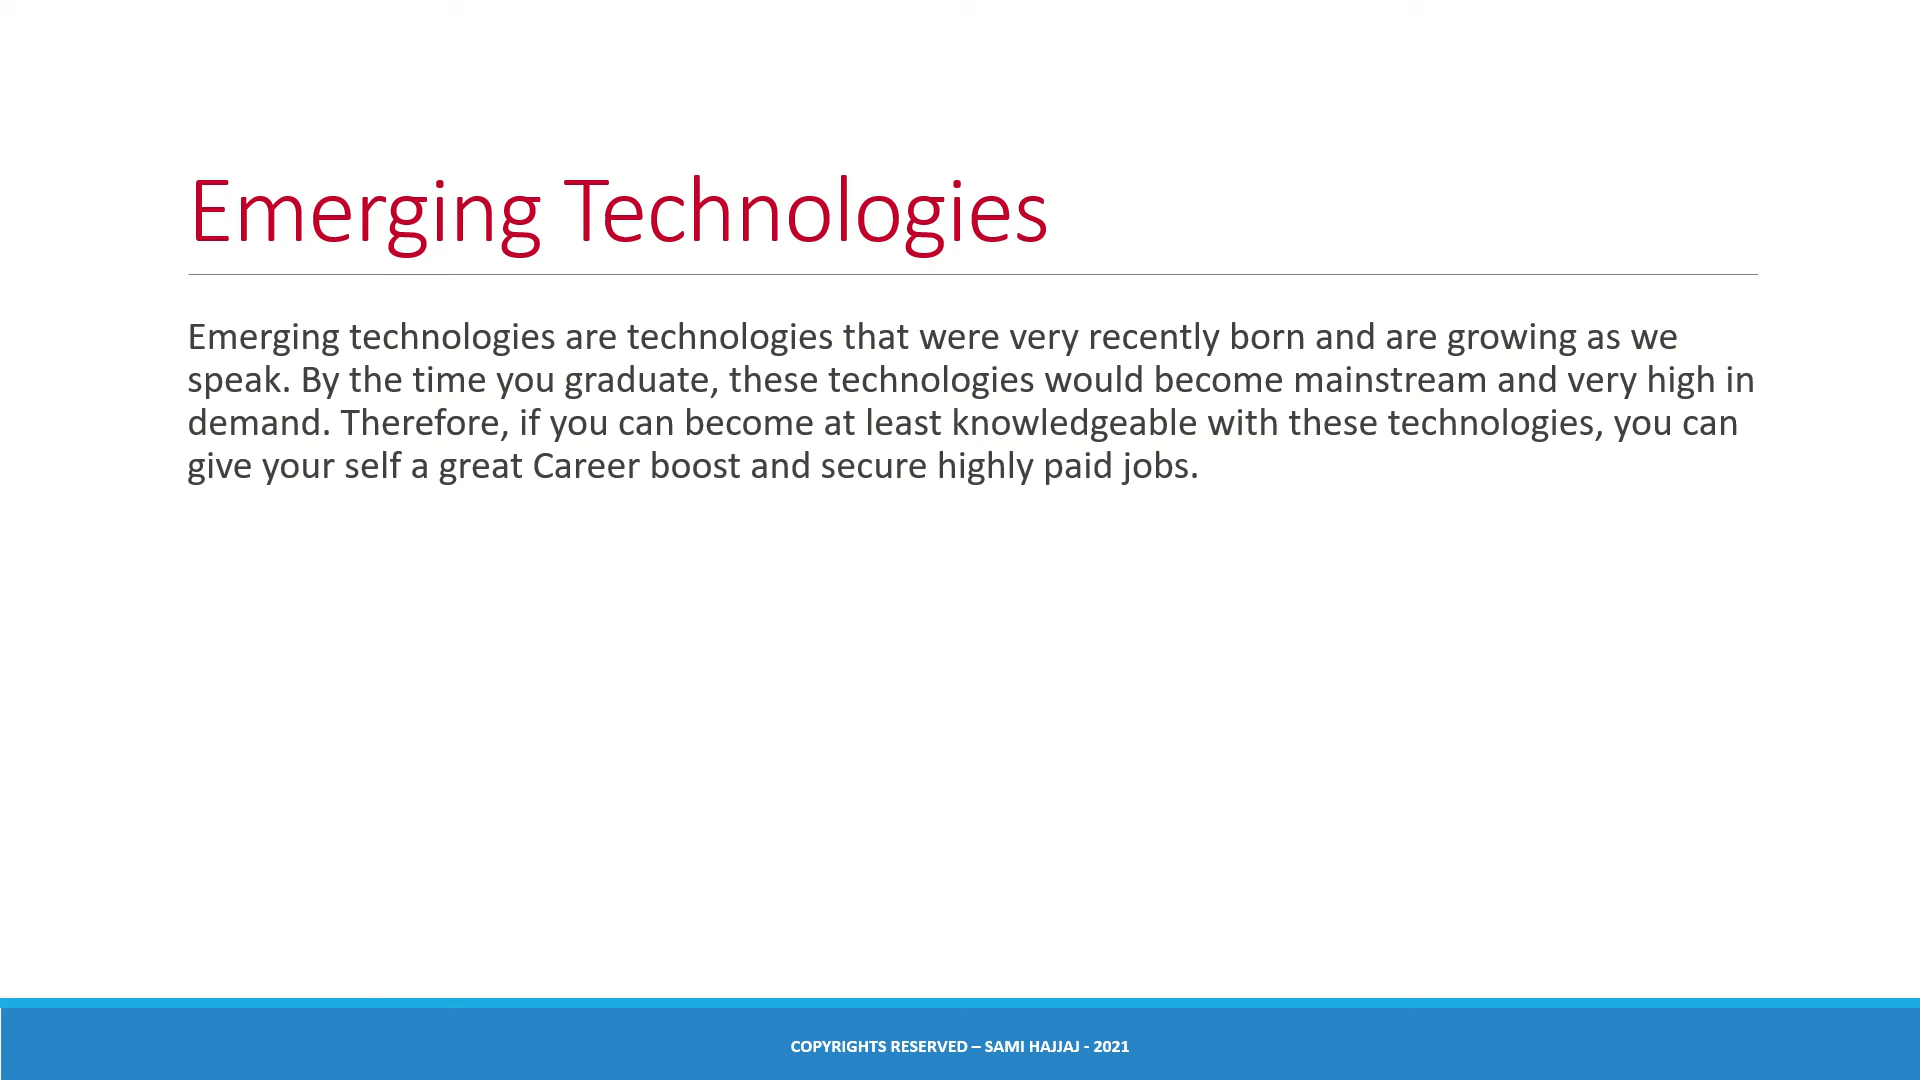 Emerging Technologies
Emerging technologies are technologies that were very recently born and are growing as we
speak. By the time you graduate, these technologies would become mainstream and very high in
demand. Therefore, if you can become at least knowledgeable with these technologies, you can
give your self a great Career boost and secure highly paid jobs.
COPYRIGHTS RESERVED – SAMI HAJJAJ - 2021